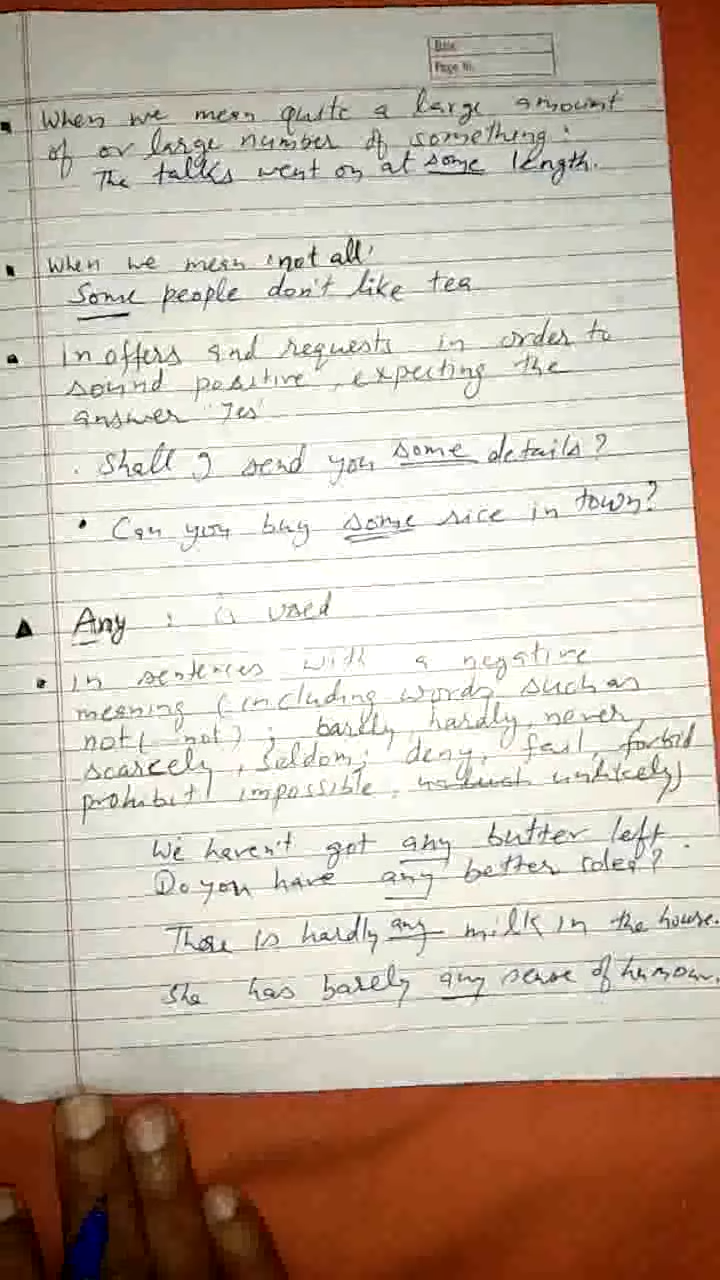 Date
Page No.
When we mean quite a large amount
of or large number of something:
The talks went on at some length.
When we mean 'not all'
Some people don't like tea
In offers and requests in order to
sound positive, expecting the
answer "Yes"
. Shall I send you some details?
• Can you buy some rice in town?
Any : is used
In sentences with a negative
meaning (including words such as
not ( not) ; barely, hardly, never,
scarcely, seldom; deny, fail, forbid
prohibit impossible, unlikely)
We haven't got any butter left.
Do you have any better idea?
There is hardly any milk in the house.
She has barely any sense of humour.